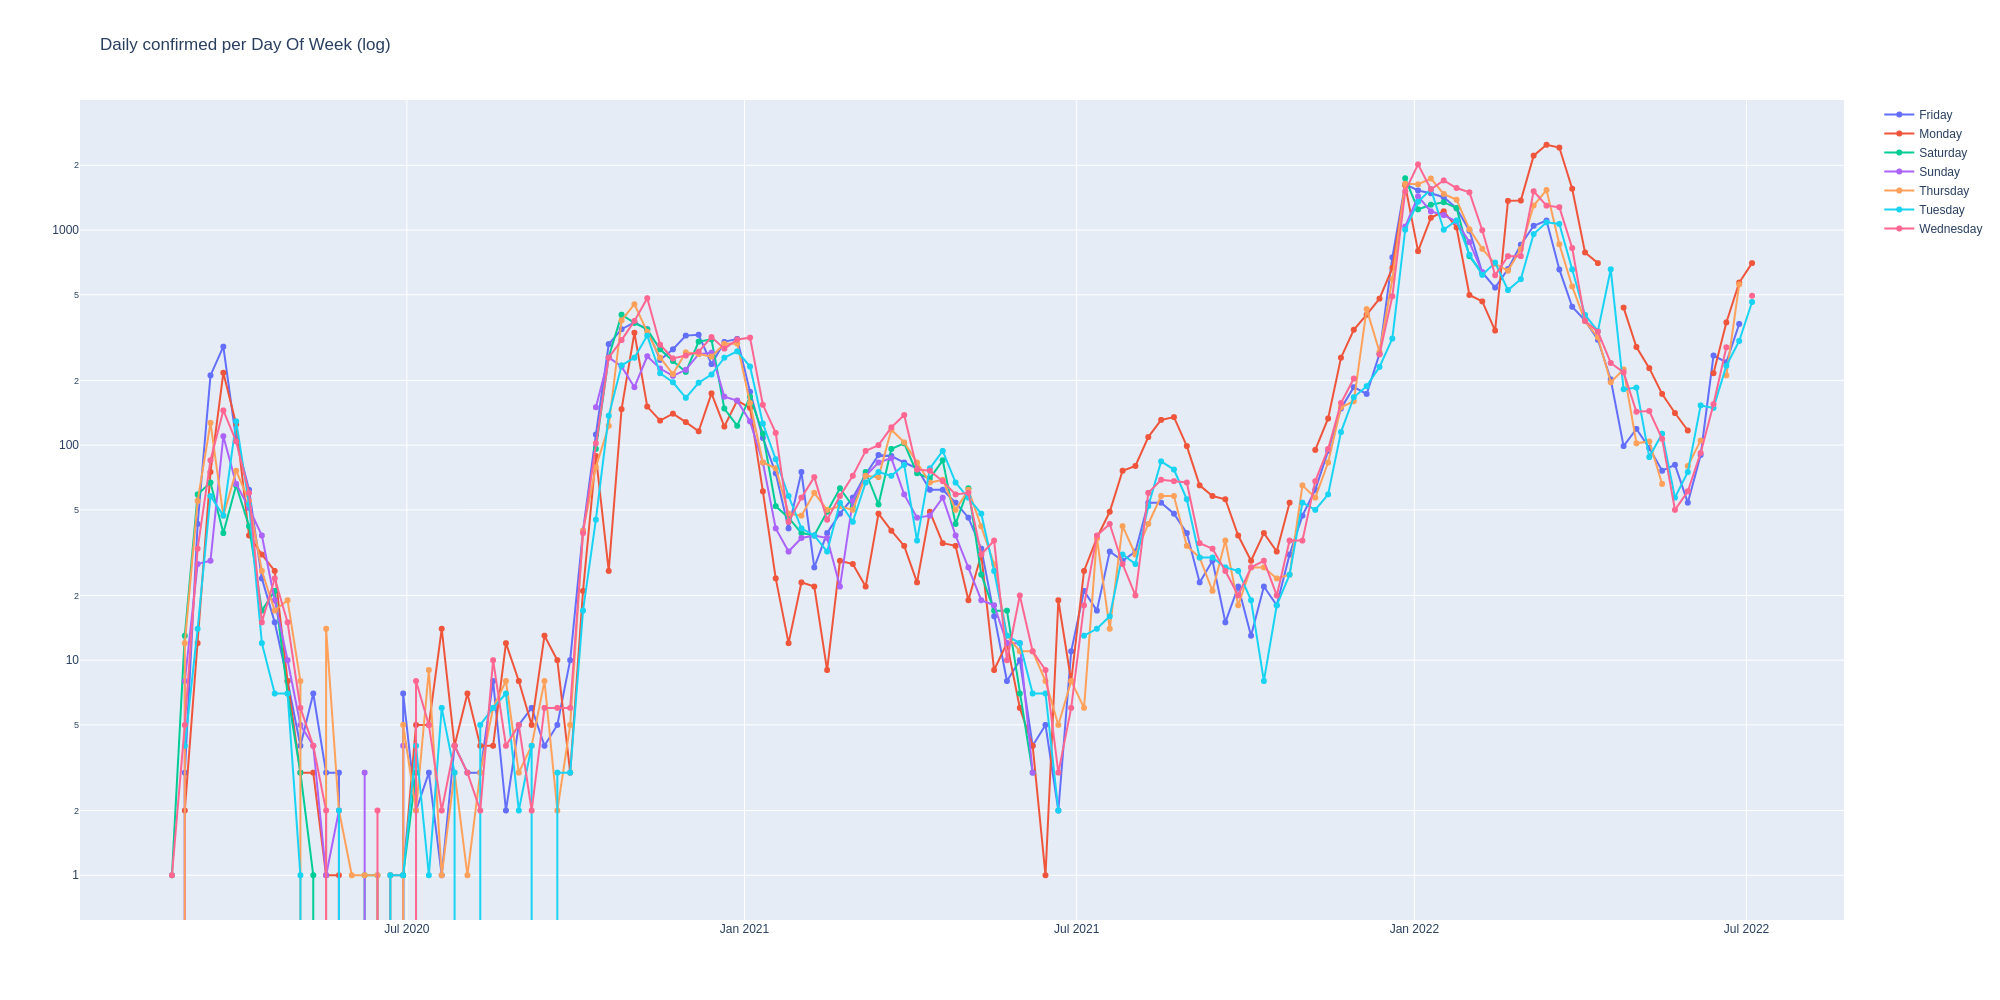 Daily confirmed per Day Of Week (log)
2
1000
5
2
100
5
2
10
5
2
1
Jul 2020
Jan 2021
Jul 2021
Jan 2022
Jul 2022
Friday
Monday
Saturday
Sunday
Thursday
Tuesday
Wednesday